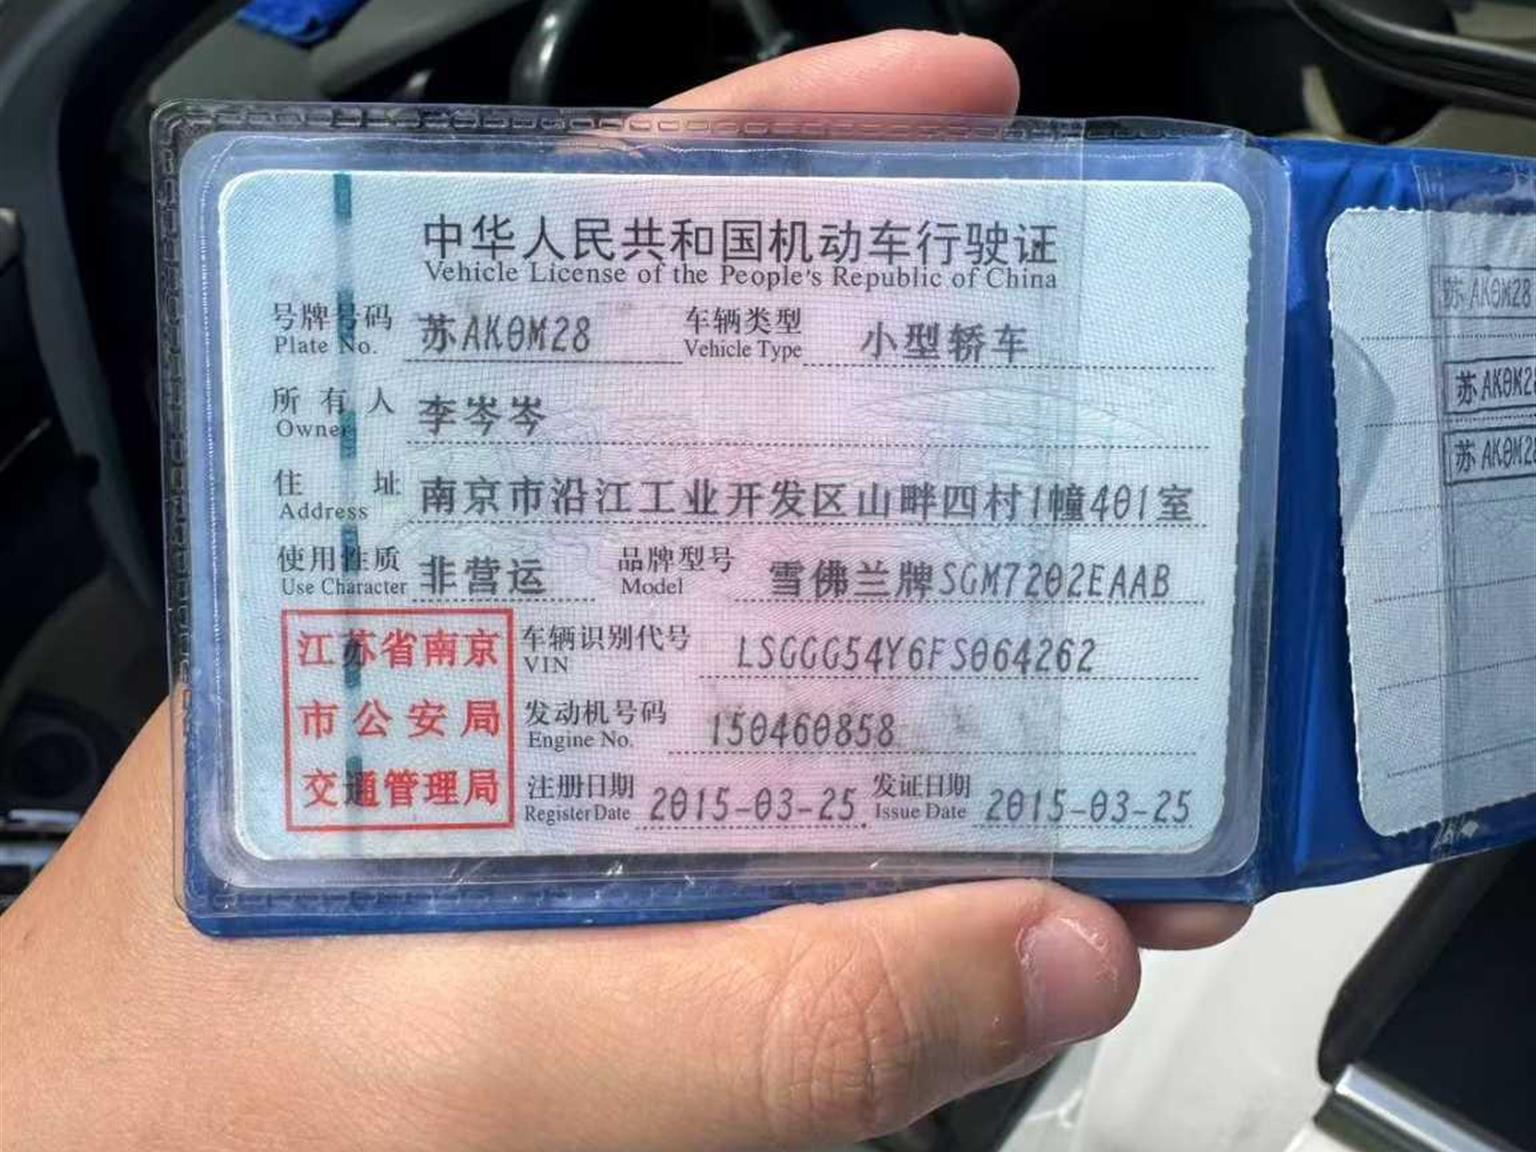 中华人民共和国机动车行驶证
Vehicle License of the People's Republic of China
号牌号码 苏AK0M28 车辆类型 小型轿车
Plate No. Vehicle Type
所有人 李岑岑
Owner
住址 南京市沿江工业开发区山畔四村1幢401室
Address
使用性质 非营运 品牌型号 雪佛兰牌SGM7202EAAB
Use Character Model
江苏省南京
市公安局
交通管理局
车辆识别代号 LSGGG54Y6FS064262
VIN
发动机号码 150460858
Engine No.
注册日期 2015-03-25 发证日期 2015-03-25
Register Date Issue Date
苏AK0M28
苏AK0M28
苏AK0M28